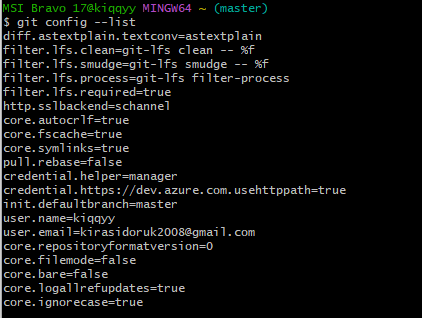 MSI Bravo 17@kiqqyy MINGW64 ~ (master)
$ git config --list
diff.astextplain.textconv=astextplain
filter.lfs.clean=git-lfs clean -- %f
filter.lfs.smudge=git-lfs smudge -- %f
filter.lfs.process=git-lfs filter-process
filter.lfs.required=true
http.sslbackend=schannel
core.autocrlf=true
core.fscache=true
core.symlinks=true
pull.rebase=false
credential.helper=manager
credential.https://dev.azure.com.usehttppath=true
init.defaultbranch=master
user.name=kiqqyy
user.email=kirasidoruk2008@gmail.com
core.repositoryformatversion=0
core.filemode=false
core.bare=false
core.logallrefupdates=true
core.ignorecase=true